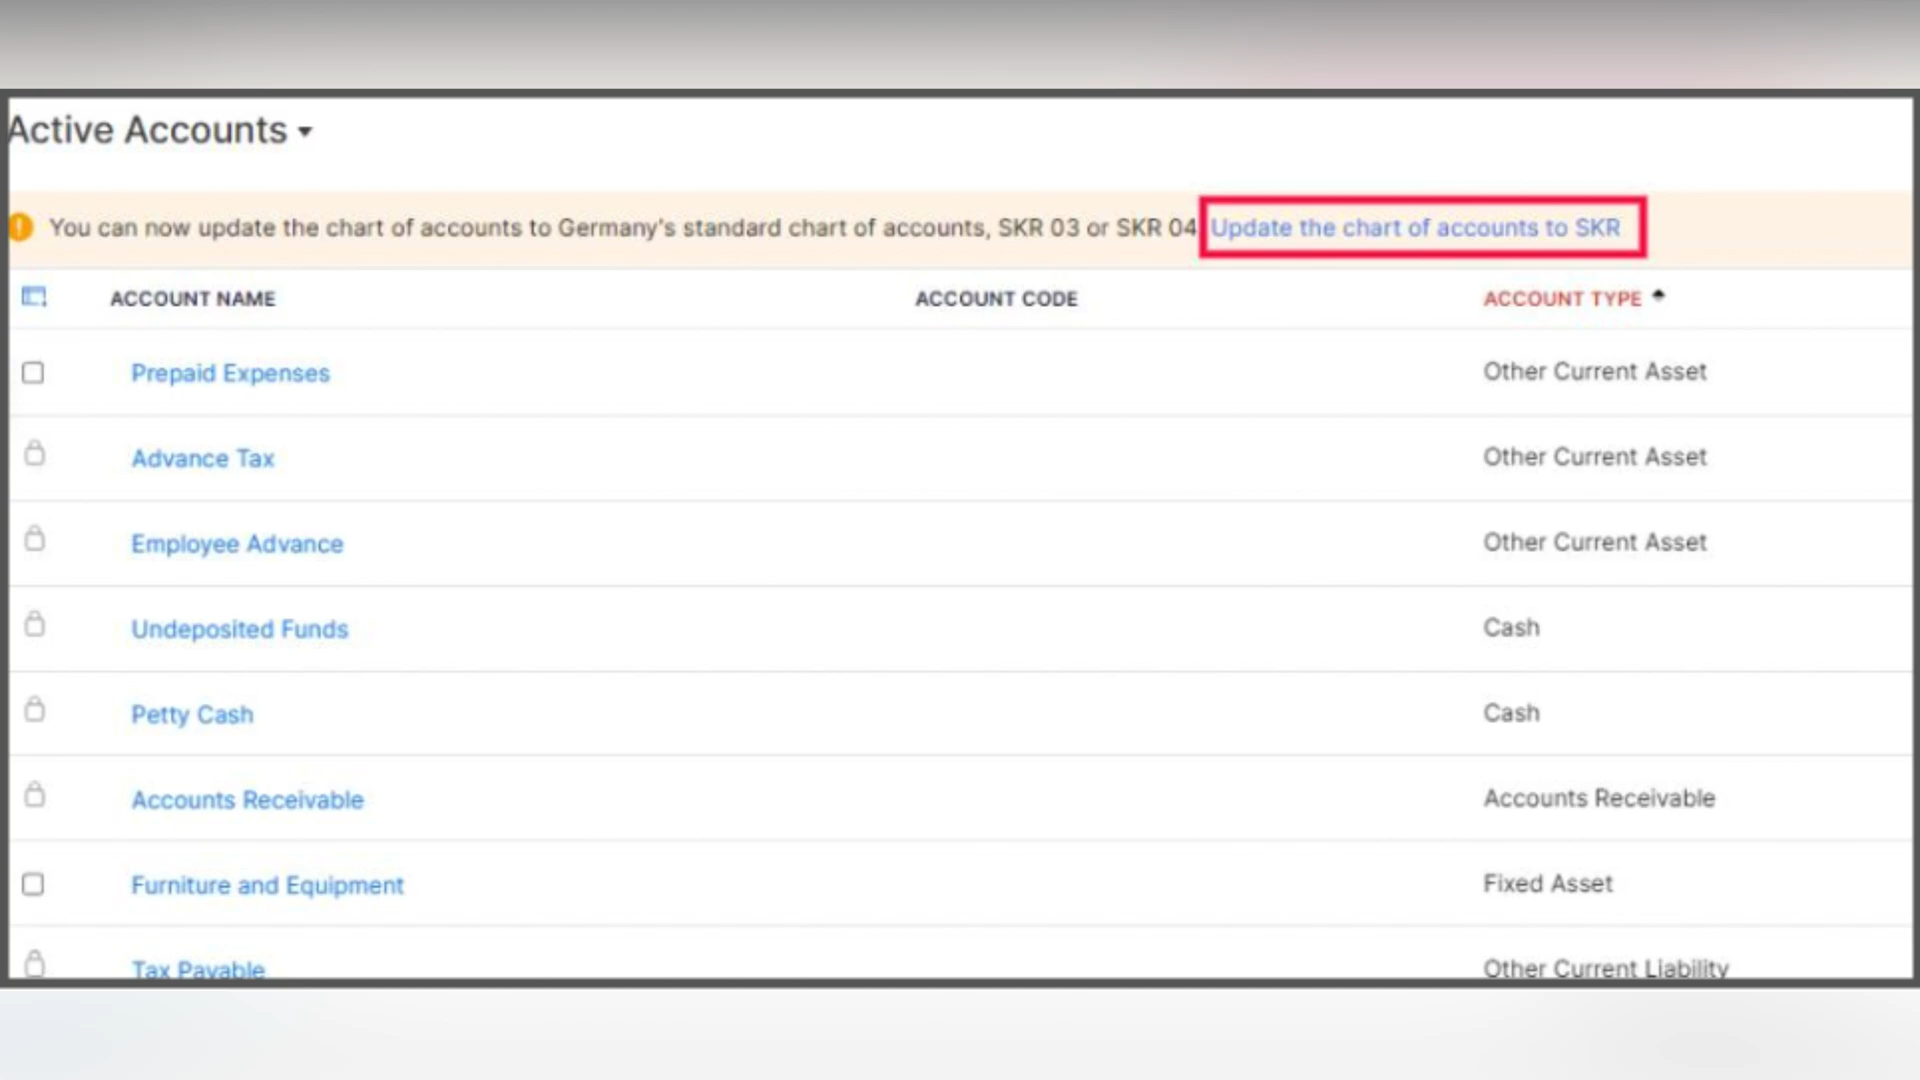 Active Accounts
You can now update the chart of accounts to Germany's standard chart of accounts, SKR 03 or SKR 04 Update the chart of accounts to SKR
ACCOUNT NAME ACCOUNT CODE ACCOUNT TYPE
Prepaid Expenses Other Current Asset
Advance Tax Other Current Asset
Employee Advance Other Current Asset
Undeposited Funds Cash
Petty Cash Cash
Accounts Receivable Accounts Receivable
Furniture and Equipment Fixed Asset
Tax Payable Other Current Liability